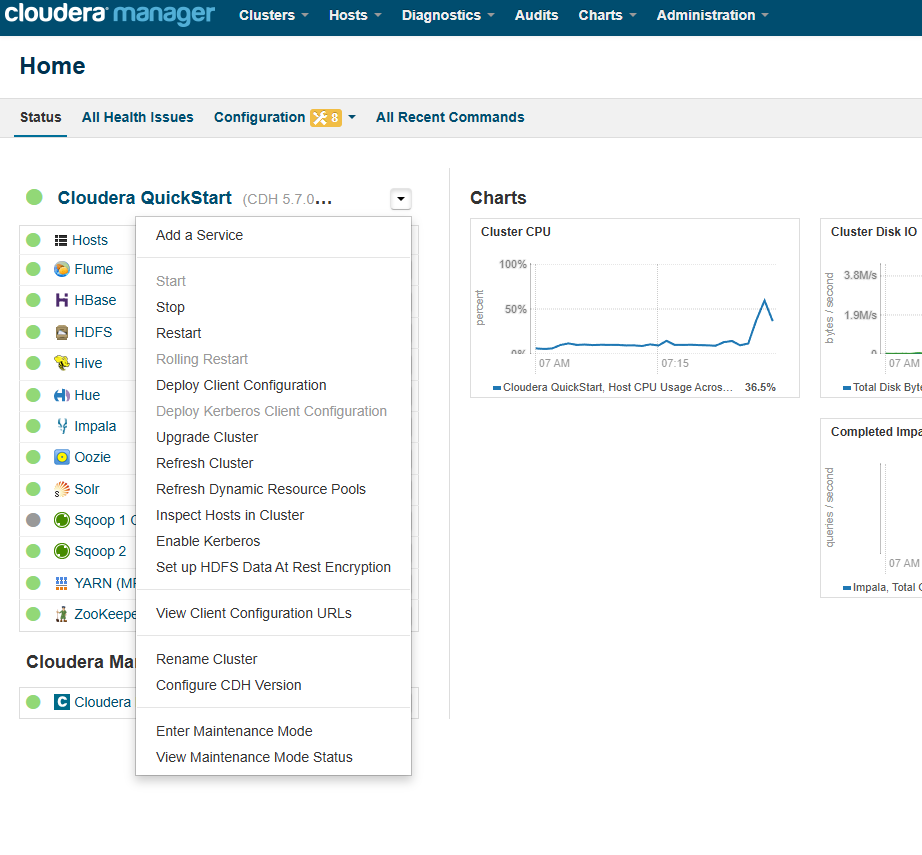 cloudera manager Clusters Hosts Diagnostics Audits Charts Administration
Home
Status All Health Issues Configuration 8 All Recent Commands
Cloudera QuickStart (CDH 5.7.0...
Hosts
Flume
HBase
HDFS
Hive
Hue
Impala
Oozie
Solr
Sqoop 1 C
Sqoop 2
YARN (MR
ZooKeepe
Cloudera Ma
Cloudera
Add a Service
Start
Stop
Restart
Rolling Restart
Deploy Client Configuration
Deploy Kerberos Client Configuration
Upgrade Cluster
Refresh Cluster
Refresh Dynamic Resource Pools
Inspect Hosts in Cluster
Enable Kerberos
Set up HDFS Data At Rest Encryption
View Client Configuration URLs
Rename Cluster
Configure CDH Version
Enter Maintenance Mode
View Maintenance Mode Status
Charts
Cluster CPU
percent
100%
50%
0%
07 AM 07:15
Cloudera QuickStart, Host CPU Usage Acros... 36.5%
Cluster Disk IO
bytes / second
3.8M/s
1.9M/s
0
07 AM
Total Disk Byte
Completed Impa
queries / second
07 AM
Impala, Total